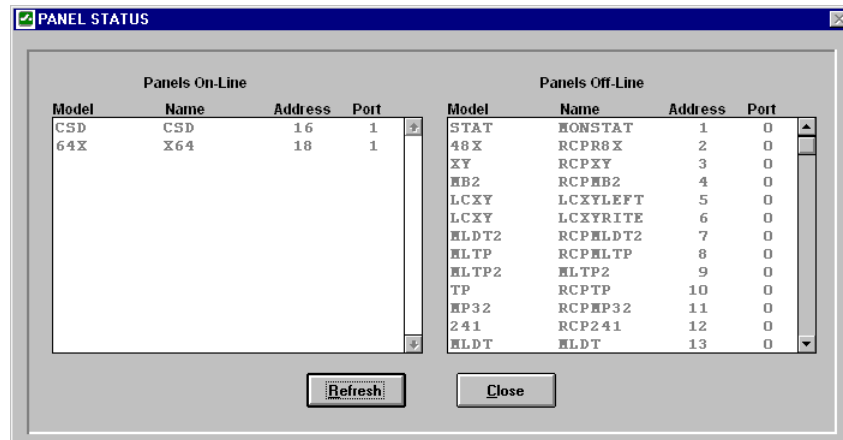 PANEL STATUS
Panels On-Line
Model Name Address Port
CSD CSD 16 1
64X X64 18 1
Panels Off-Line
Model Name Address Port
STAT MONSTAT 1 0
48X RCPR8X 2 0
XY RCPXY 3 0
MB2 RCPMB2 4 0
LCXY LCXYLEFT 5 0
LCXY LCXYRITE 6 0
MLDT2 RCPMLDT2 7 0
MLTP RCPMLTP 8 0
MLTP2 MLTP2 9 0
TP RCPTP 10 0
MP32 RCPMP32 11 0
241 RCP241 12 0
MLDT MLDT 13 0
Refresh Close